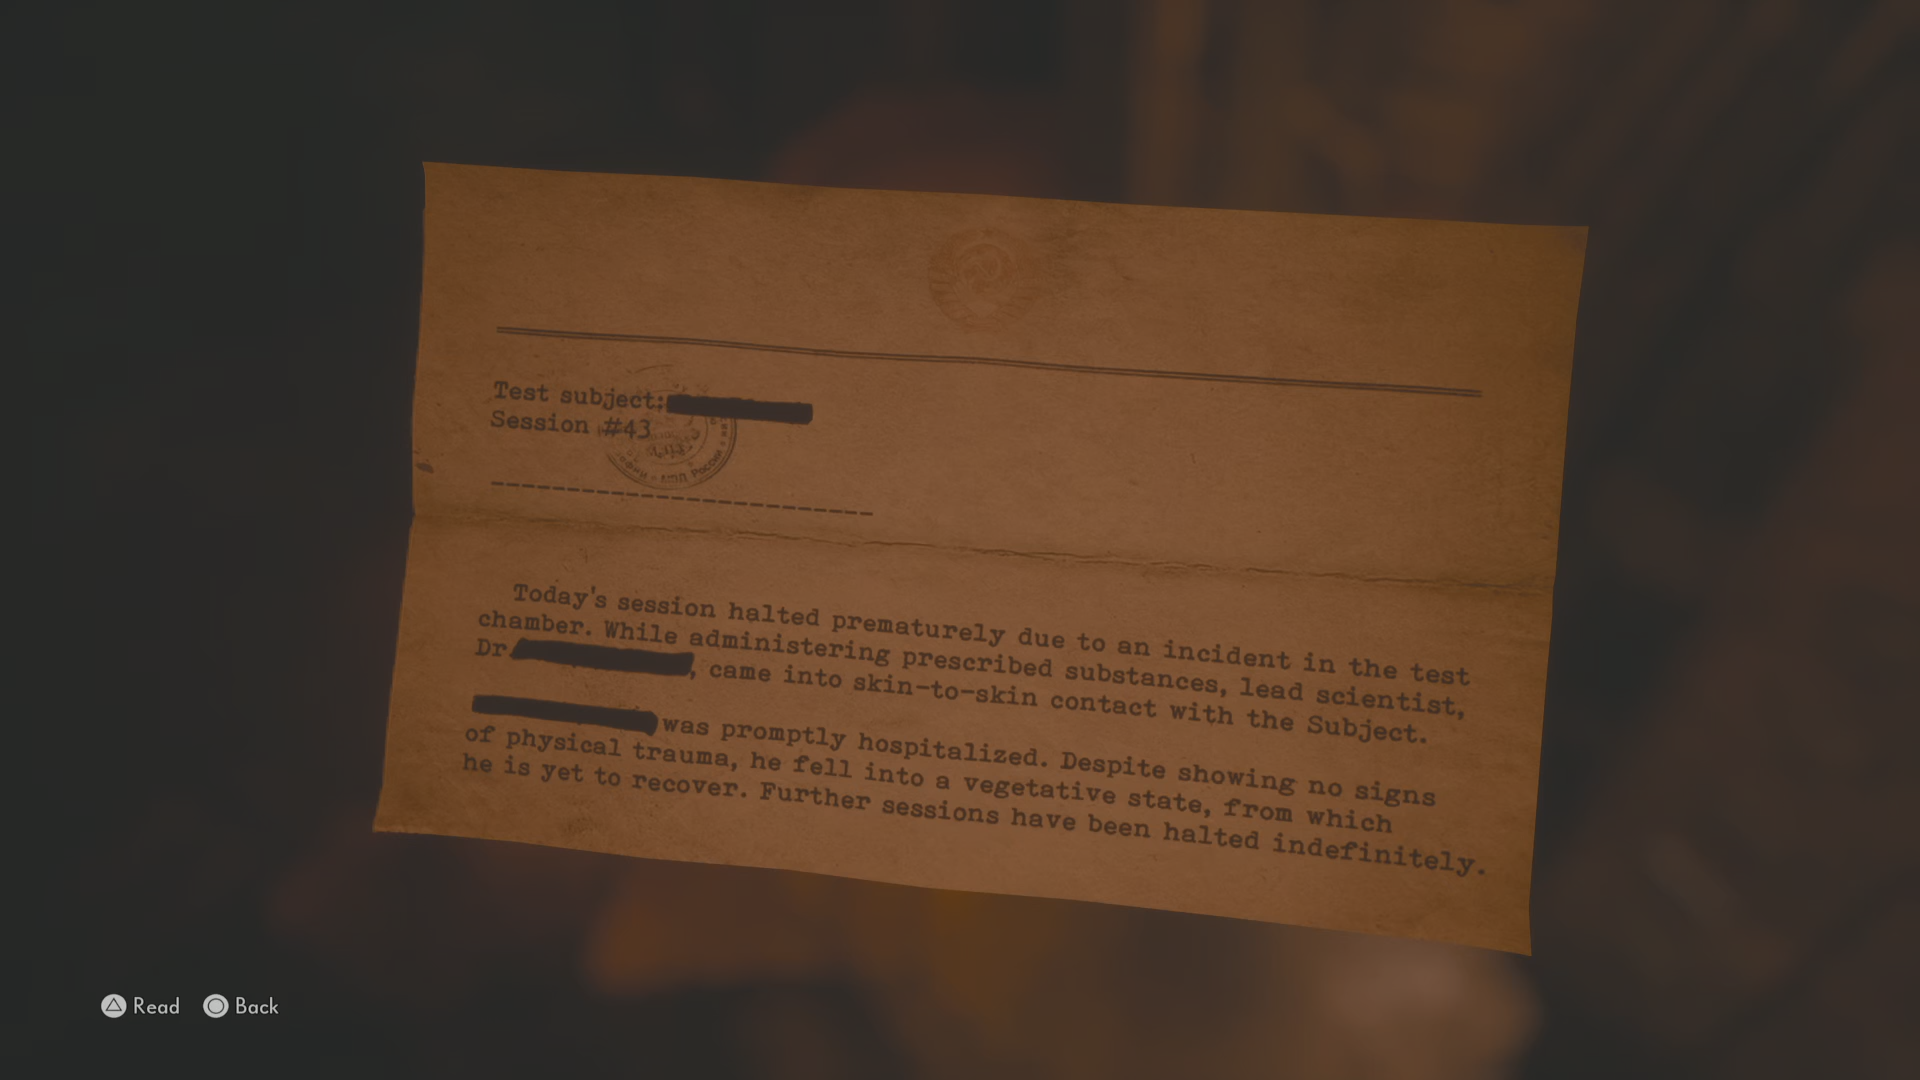 Test subject:
Session #43
МВД России
Today's session halted prematurely due to an incident in the test
chamber. While administering prescribed substances, lead scientist,
Dr. , came into skin-to-skin contact with the Subject.
was promptly hospitalized. Despite showing no signs
of physical trauma, he fell into a vegetative state, from which
he is yet to recover. Further sessions have been halted indefinitely.
Read Back